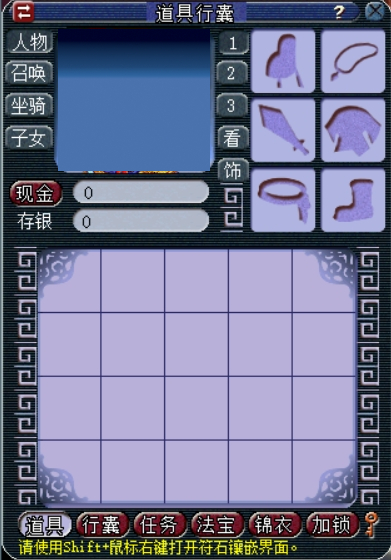 道具行囊 ?
人物 1
召唤 2
坐骑 3
子女 看
饰
现金 0
存银 0
道具 行囊 任务 法宝 锦衣 加锁
请使用Shift+鼠标右键打开符石镶嵌界面。